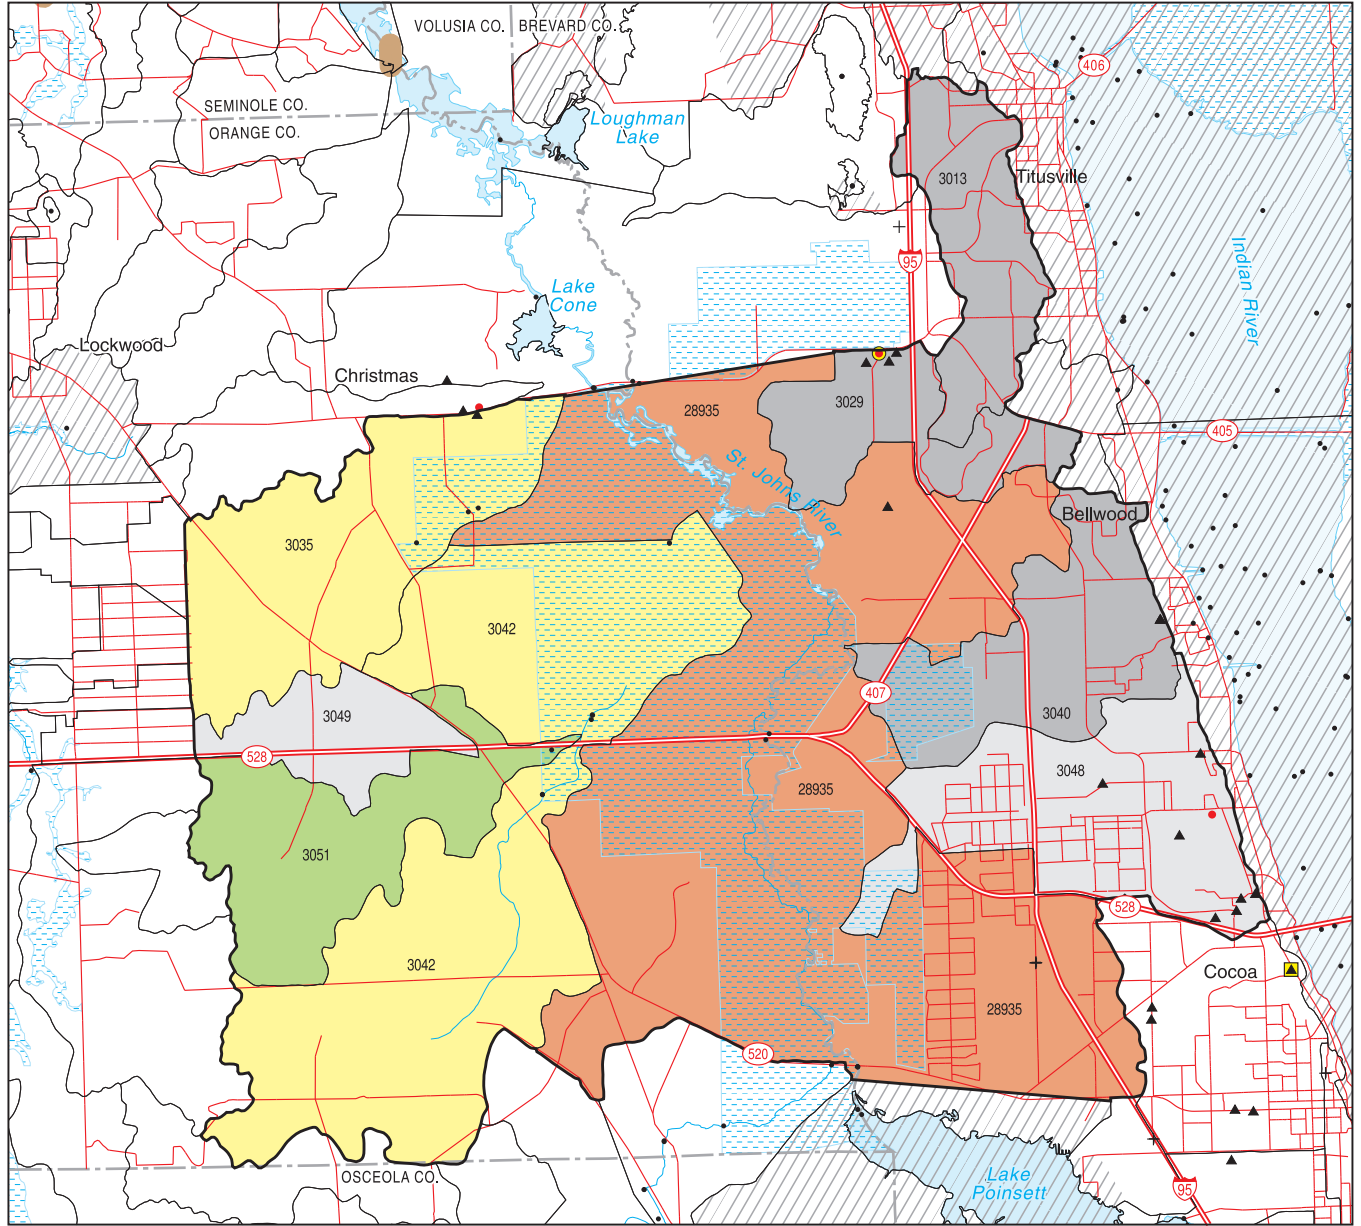 VOLUSIA CO.
BREVARD CO.
406
SEMINOLE CO.
ORANGE CO.
Loughman
Lake
3013
Titusville
95
Indian River
Lake
Cone
Lockwood
Christmas
3029
28935
405
St. Johns River
Bellwood
3035
3042
407
3049
3040
528
3048
28935
3051
528
3042
Cocoa
28935
520
OSCEOLA CO.
Lake
Poinsett
95